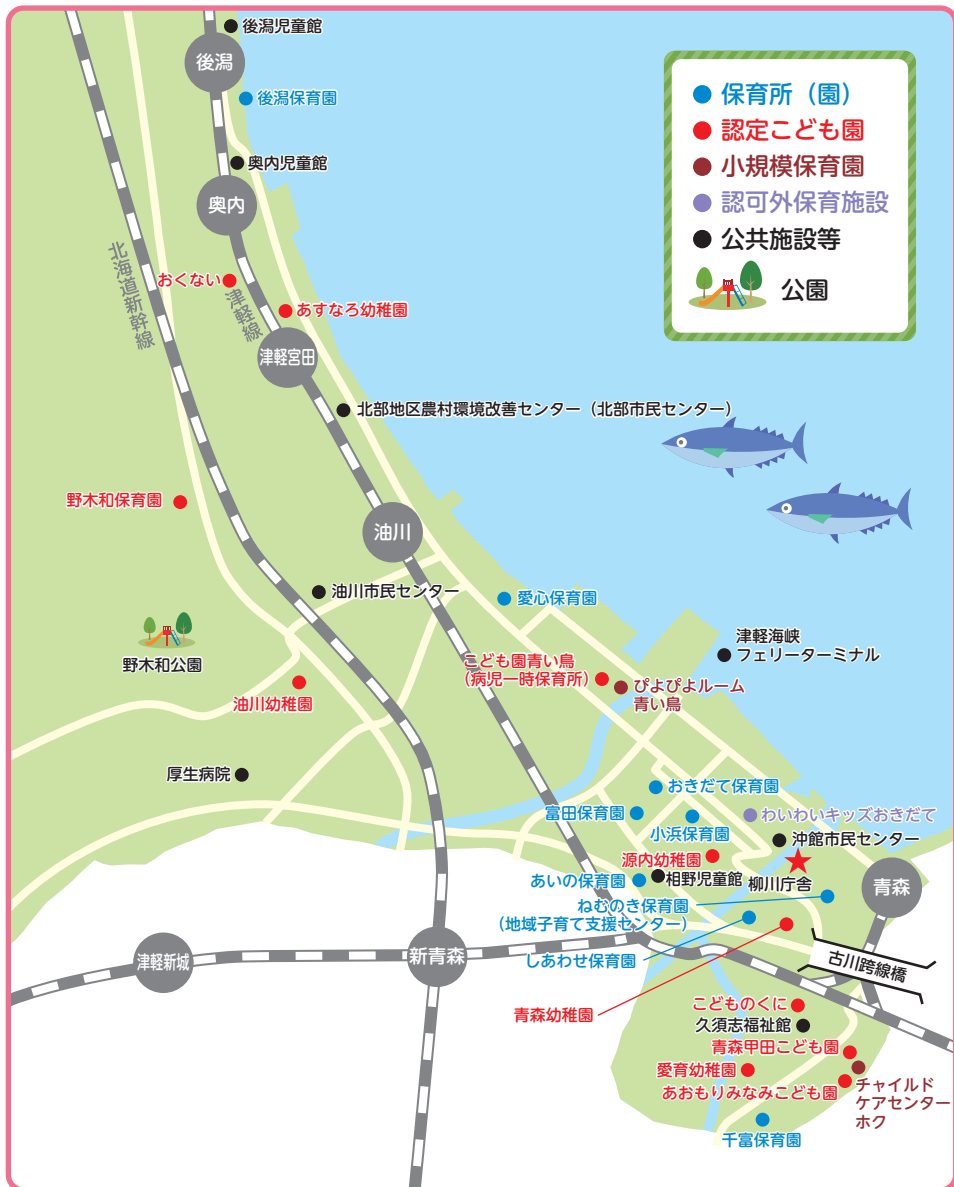 後潟児童館
後潟
後潟保育園
奥内児童館
奥内
北海道新幹線
おくない
津軽線
あすなろ幼稚園
津軽宮田
保育所（園）
認定こども園
小規模保育園
認可外保育施設
公共施設等
公園
北部地区農村環境改善センター（北部市民センター）
野木和保育園
油川
油川市民センター
愛心保育園
野木和公園
津軽海峡
フェリーターミナル
こども園青い鳥
（病児一時保育所）
ぴよぴよルーム
青い鳥
油川幼稚園
厚生病院
おきだて保育園
富田保育園
小浜保育園
わいわいキッズおきだて
沖館市民センター
源内幼稚園
相野児童館
柳川庁舎
あいの保育園
青森
ねむのき保育園
（地域子育て支援センター）
しあわせ保育園
津軽新城
新青森
古川跨線橋
青森幼稚園
こどものくに
久須志福祉館
青森甲田こども園
愛育幼稚園
あおもりみなみこども園
チャイルド
ケアセンター
ホク
千富保育園